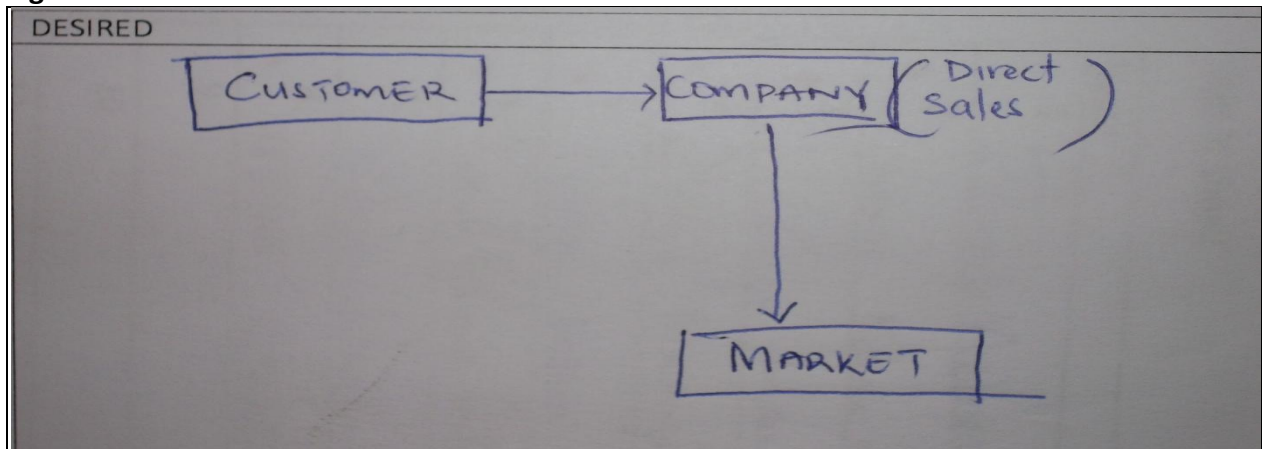 DESIRED
CUSTOMER
COMPANY
Direct
Sales
MARKET